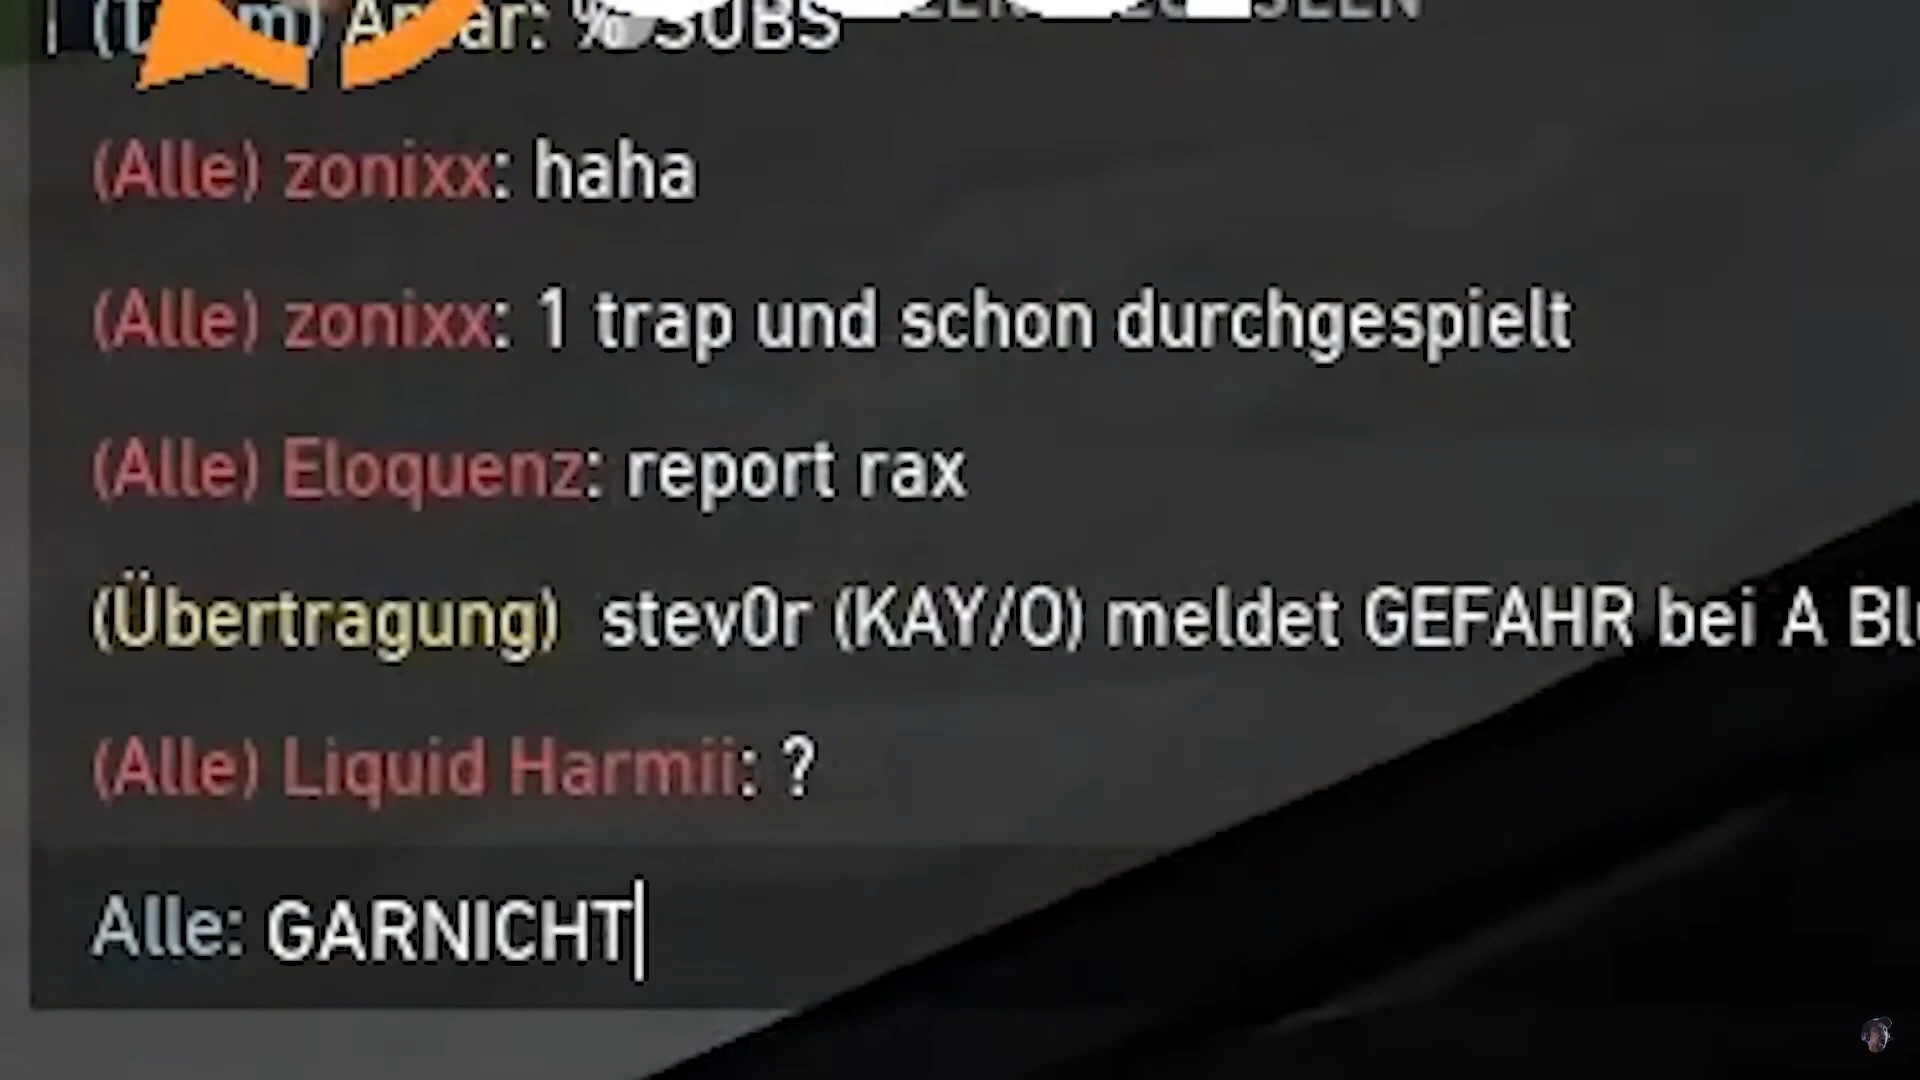 SUBS
(Alle) zonixx: haha
(Alle) zonixx: 1 trap und schon durchgespielt
(Alle) Eloquenz: report rax
(Übertragung) stev0r (KAY/O) meldet GEFAHR bei A
(Alle) Liquid Harmii: ?
Alle: GARNICHT